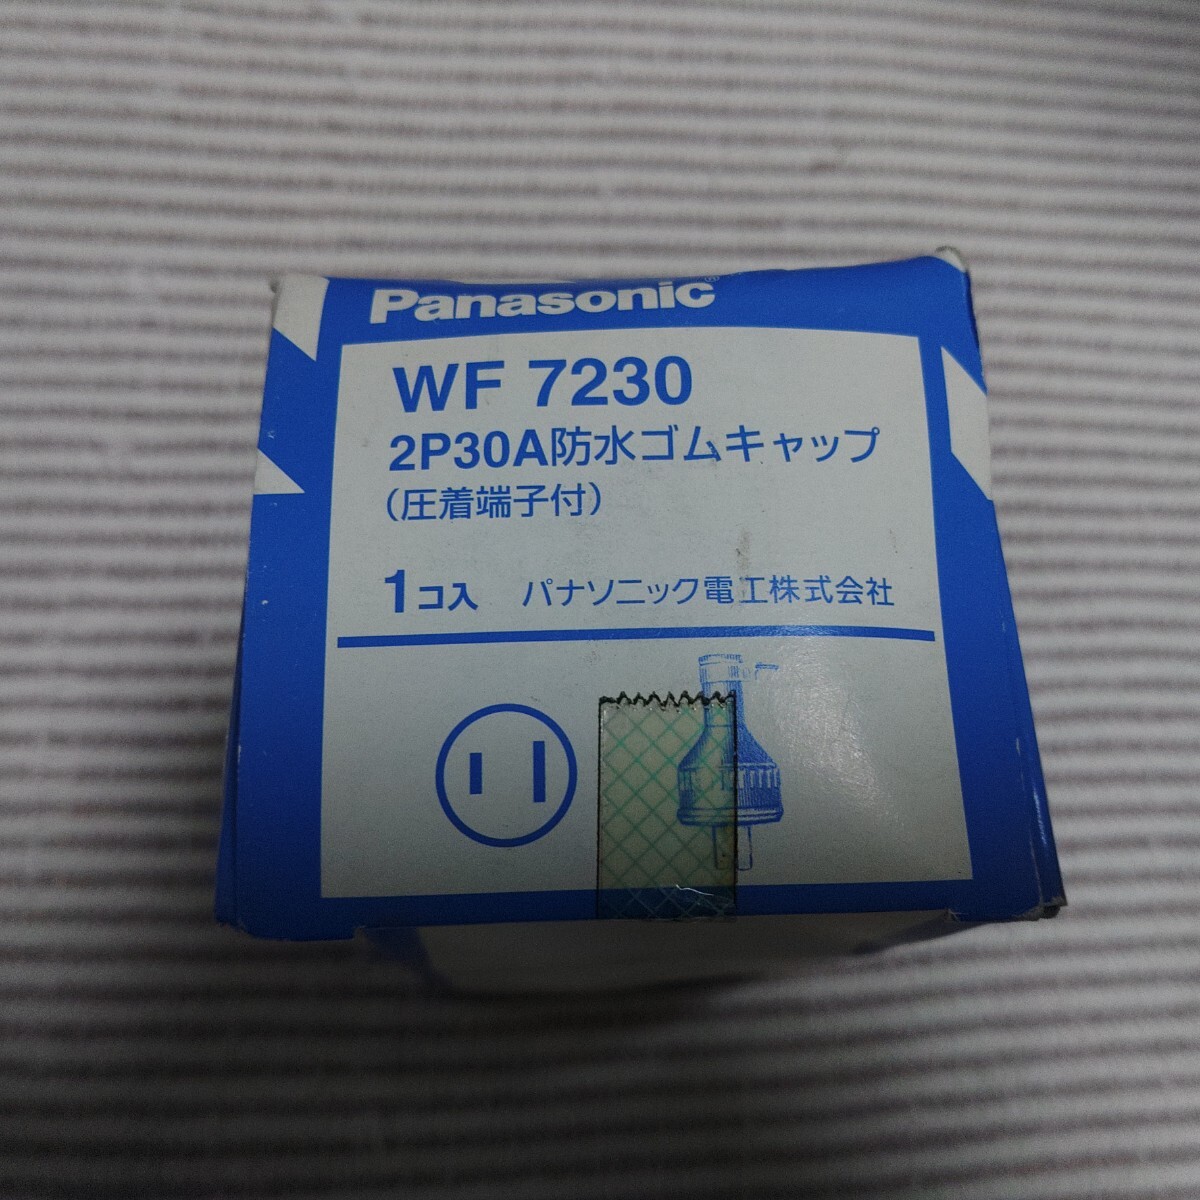 Panasonic®
WF 7230
2P30A防水ゴムキャップ
(圧着端子付)
1コ入 パナソニック電工株式会社